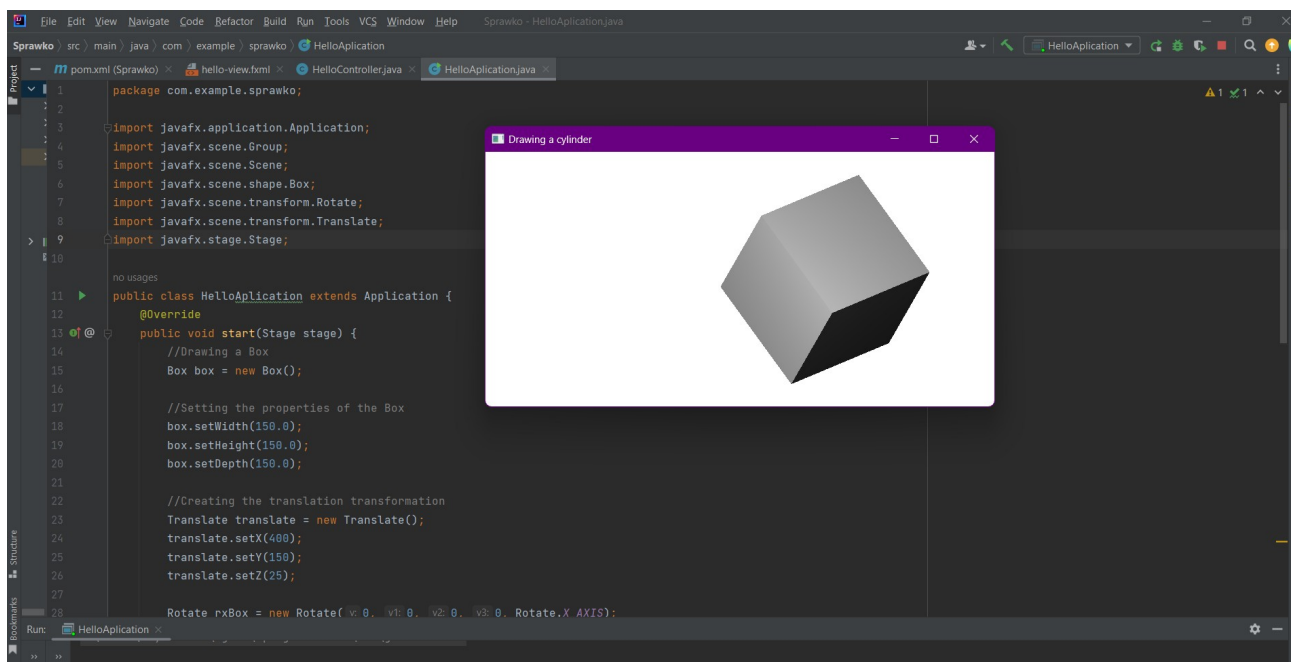 File Edit View Navigate Code Refactor Build Run Tools VCS Window Help Sprawko - HelloAplication.java
Sprawko src main java com example sprawko HelloAplication HelloAplication
Project
pom.xml (Sprawko) hello-view.fxml HelloController.java HelloAplication.java
1 package com.example.sprawko; 1 1
2
3 import javafx.application.Application;
Drawing a cylinder
4 import javafx.scene.Group;
5 import javafx.scene.Scene;
6 import javafx.scene.shape.Box;
7 import javafx.scene.transform.Rotate;
8 import javafx.scene.transform.Translate;
9 import javafx.stage.Stage;
10
no usages
11 public class HelloAplication extends Application {
12 @Override
13 public void start(Stage stage) {
14 //Drawing a Box
15 Box box = new Box();
16
17 //Setting the properties of the Box
18 box.setWidth(150.0);
19 box.setHeight(150.0);
20 box.setDepth(150.0);
21
22 //Creating the translation transformation
23 Translate translate = new Translate();
24 translate.setX(400);
25 translate.setY(150);
26 translate.setZ(25);
27
28 Rotate rxBox = new Rotate( v: 0, v1: 0, v2: 0, v3: 0, Rotate.X_AXIS);
Structure
Bookmarks
Run: HelloAplication